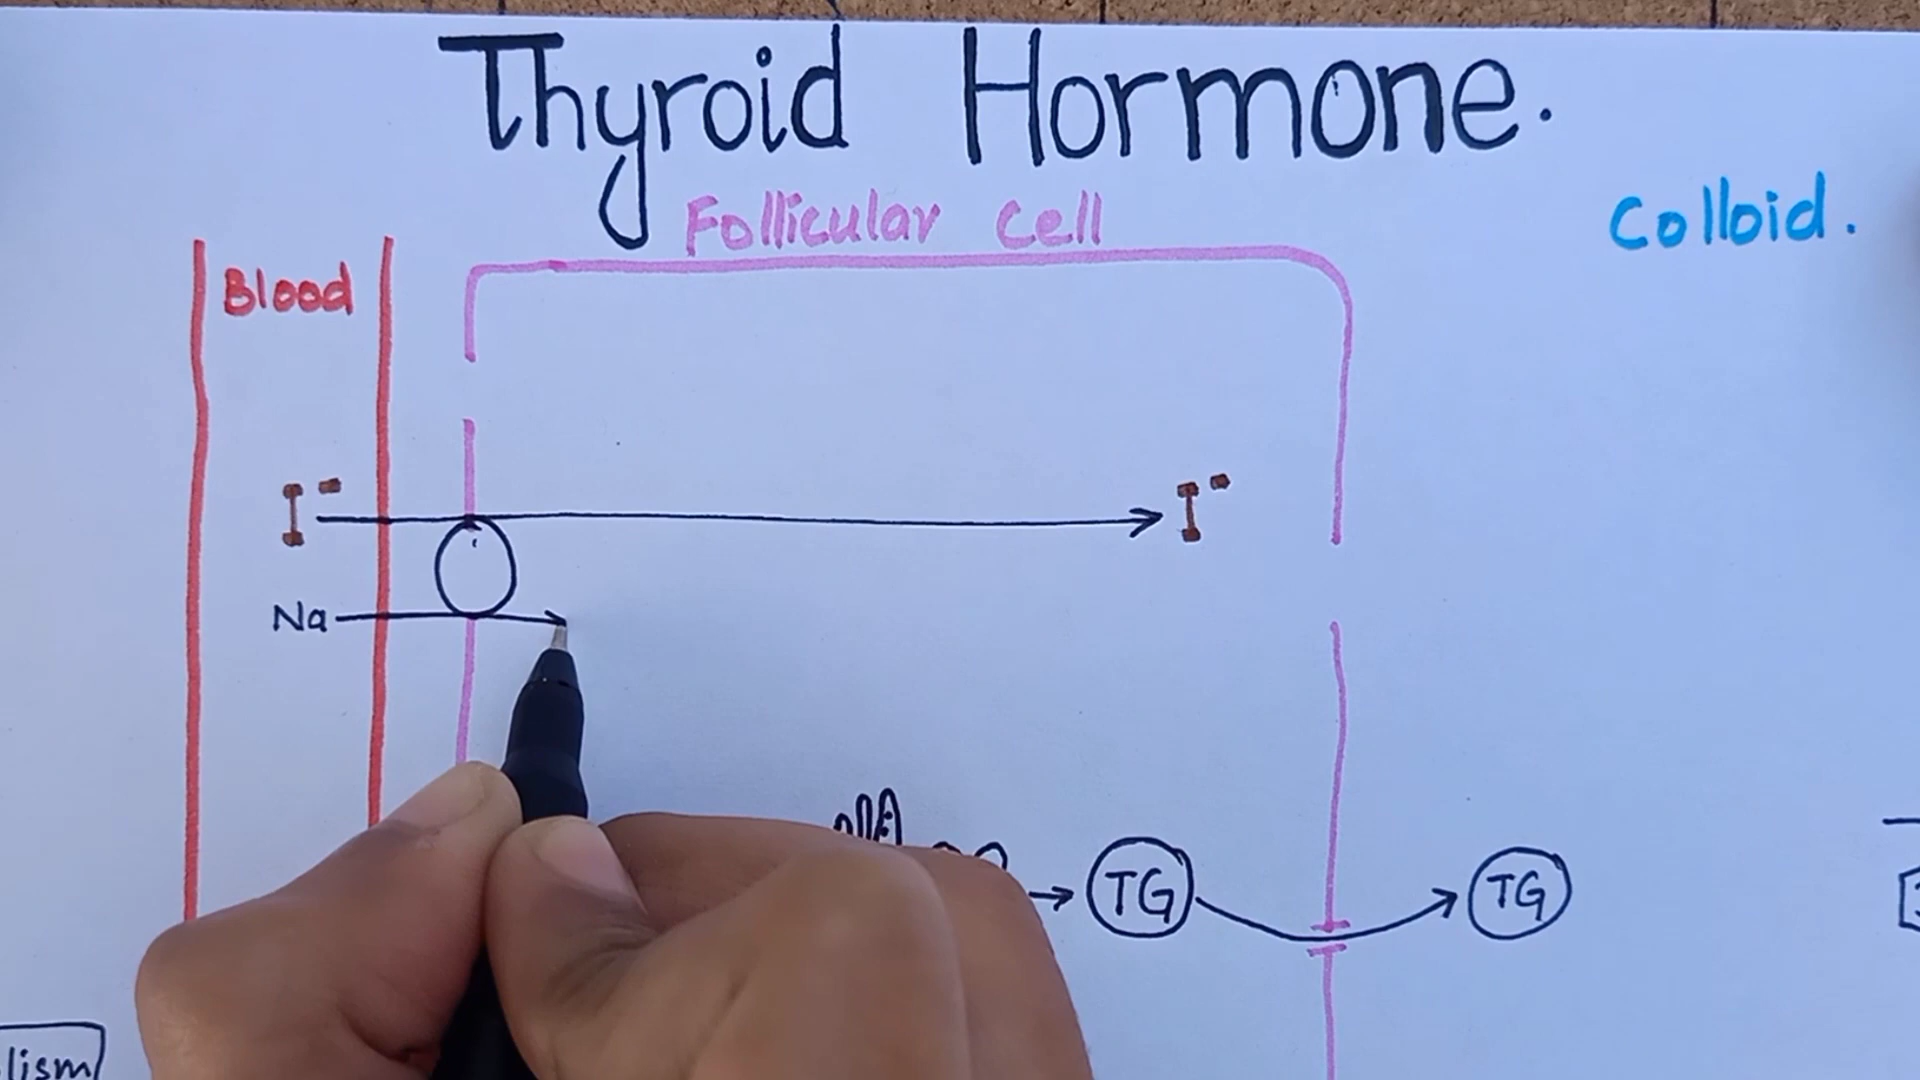 Thyroid Hormone.
Follicular Cell
Colloid.
Blood
I⁻
I⁻
Na
TG
TG
lism